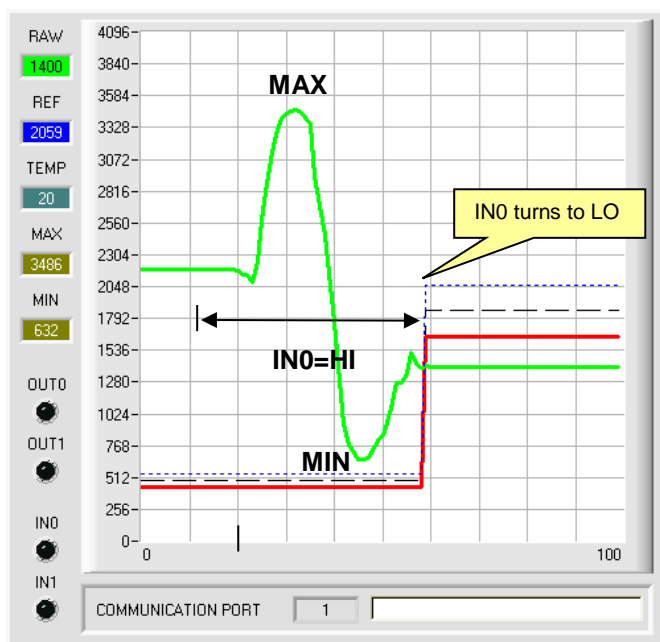 RAW
1400
REF
2059
TEMP
20
MAX
3486
MIN
632
OUT0
OUT1
IN0
IN1
4096
3840
3584
3328
3072
2816
2560
2304
2048
1792
1536
1280
1024
768
512
256
0
0
100
MAX
IN0 turns to LO
IN0=HI
MIN
COMMUNICATION PORT 1